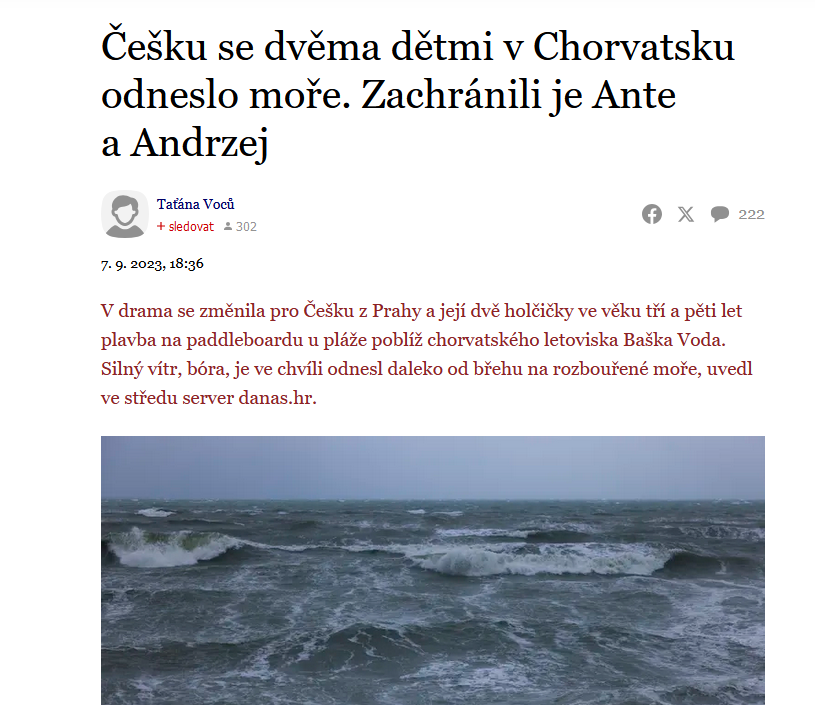 Češku se dvěma dětmi v Chorvatsku
odneslo moře. Zachránili je Ante
a Andrzej
Taťána Voců
+ sledovat 302
222
7. 9. 2023, 18:36
V drama se změnila pro Češku z Prahy a její dvě holčičky ve věku tří a pěti let
plavba na paddleboardu u pláže poblíž chorvatského letoviska Baška Voda.
Silný vítr, bóra, je ve chvíli odnesl daleko od břehu na rozbouřené moře, uvedl
ve středu server danas.hr.